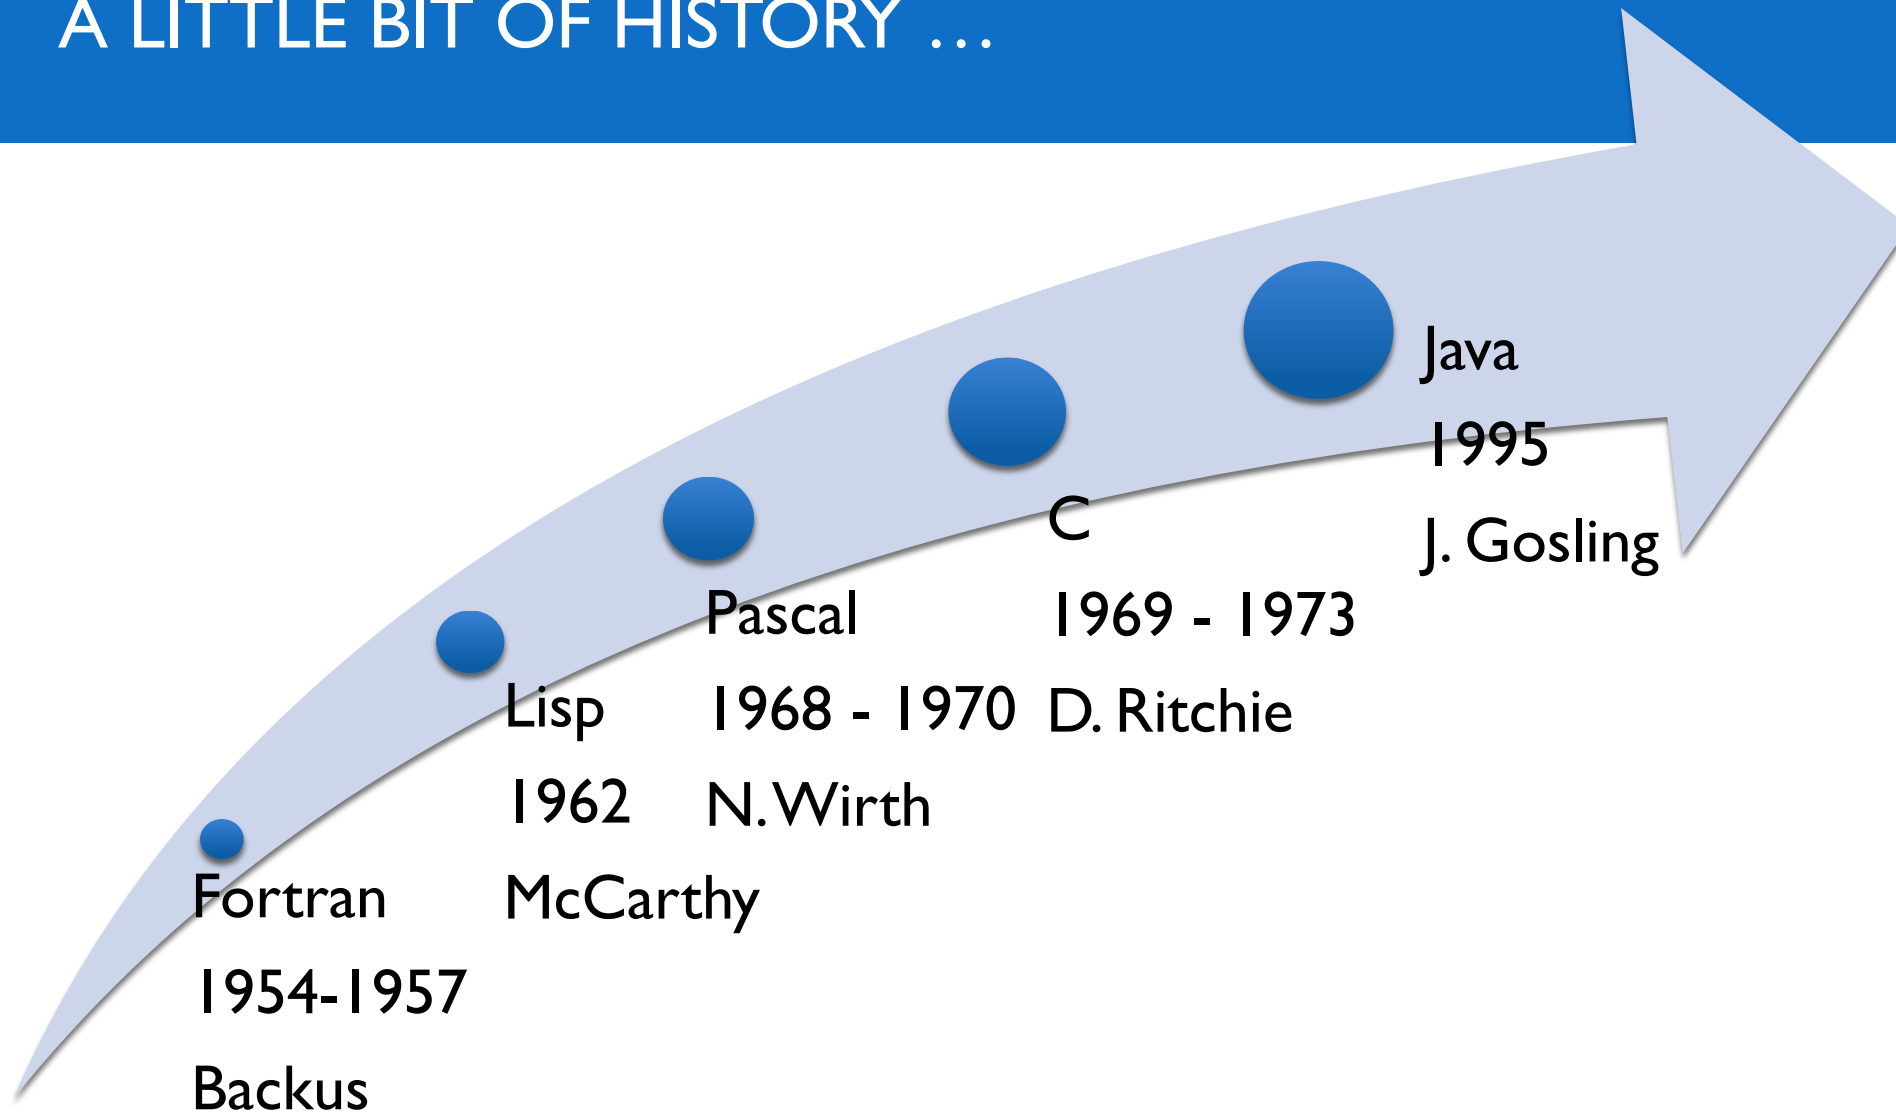 A LITTLE BIT OF HISTORY …
Fortran
1954-1957
Backus
Lisp
1962
McCarthy
Pascal
1968 - 1970
N. Wirth
C
1969 - 1973
D. Ritchie
Java
1995
J. Gosling